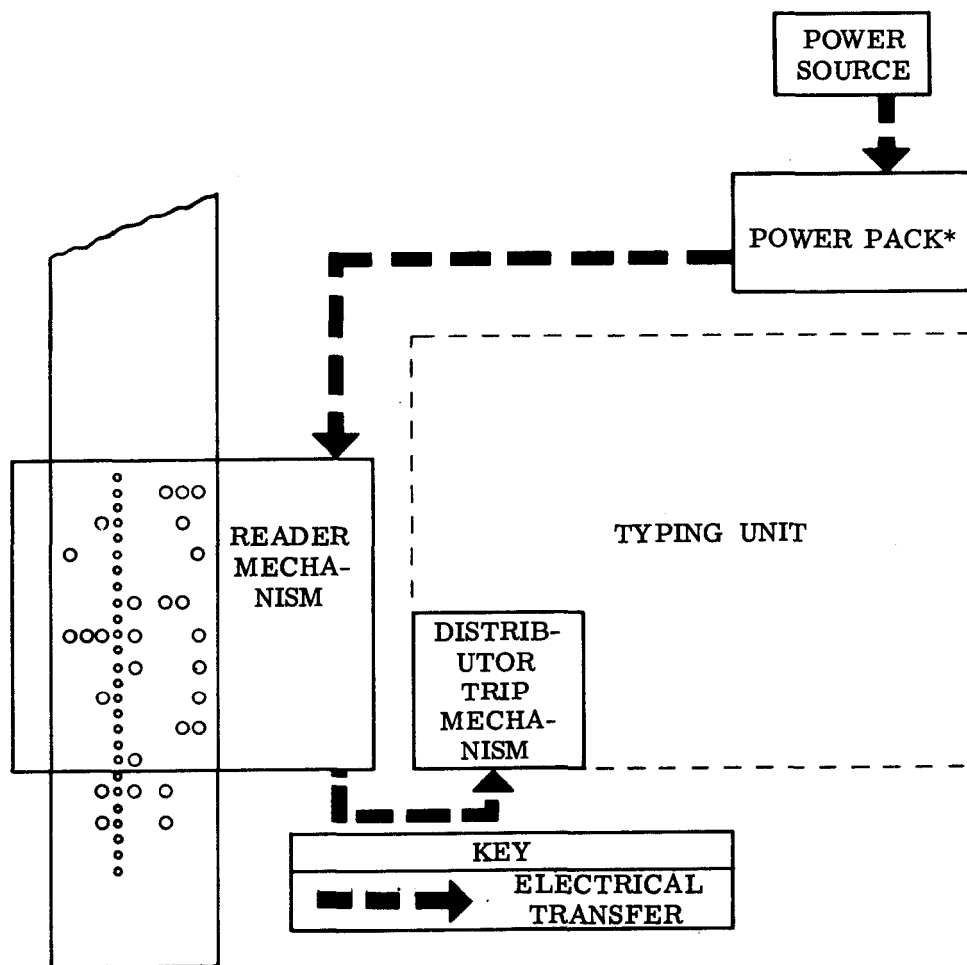 POWER
SOURCE
POWER PACK*
READER
MECHA-
NISM
TYPING UNIT
DISTRIB-
UTOR
TRIP
MECHA-
NISM
KEY
ELECTRICAL
TRANSFER